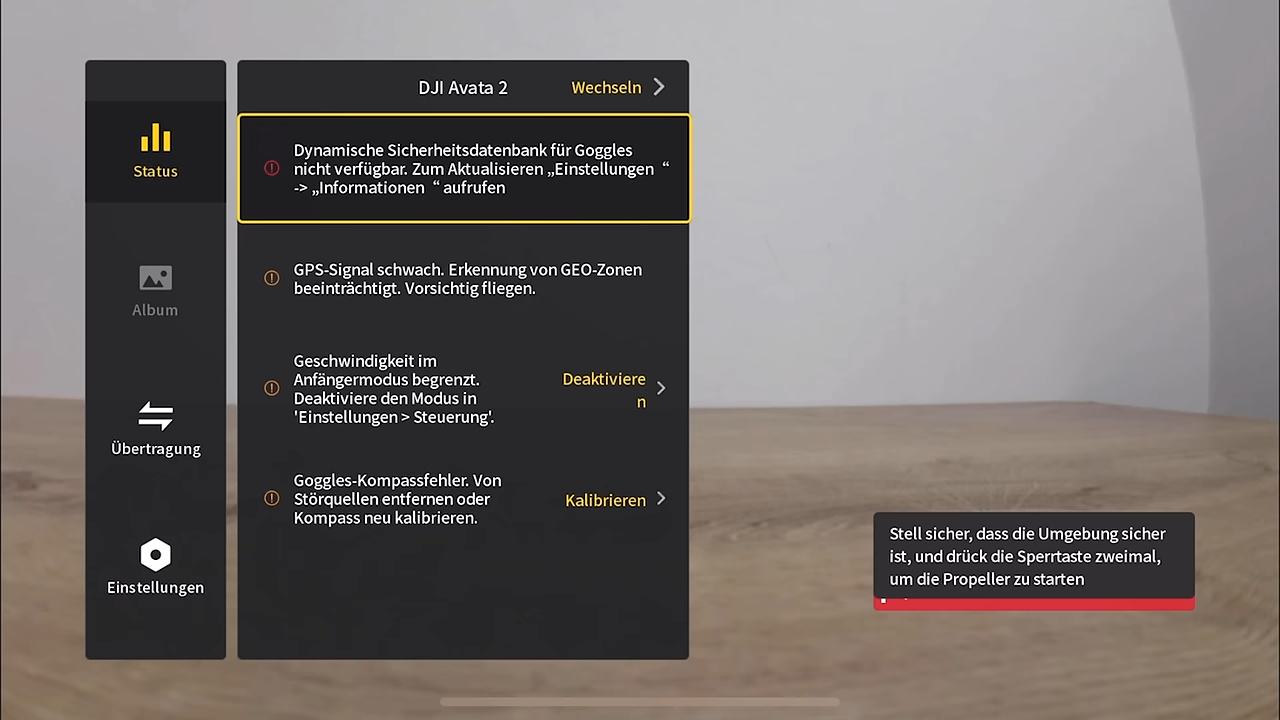 DJI Avata 2
Wechseln
Status
Dynamische Sicherheitsdatenbank für Goggles
nicht verfügbar. Zum Aktualisieren „Einstellungen “
-> „Informationen “ aufrufen
Album
GPS-Signal schwach. Erkennung von GEO-Zonen
beeinträchtigt. Vorsichtig fliegen.
Übertragung
Geschwindigkeit im
Anfängermodus begrenzt.
Deaktiviere den Modus in
'Einstellungen > Steuerung'.
Deaktiviere
n
Einstellungen
Goggles-Kompassfehler. Von
Störquellen entfernen oder
Kompass neu kalibrieren.
Kalibrieren
Stell sicher, dass die Umgebung sicher
ist, und drück die Sperrtaste zweimal,
um die Propeller zu starten